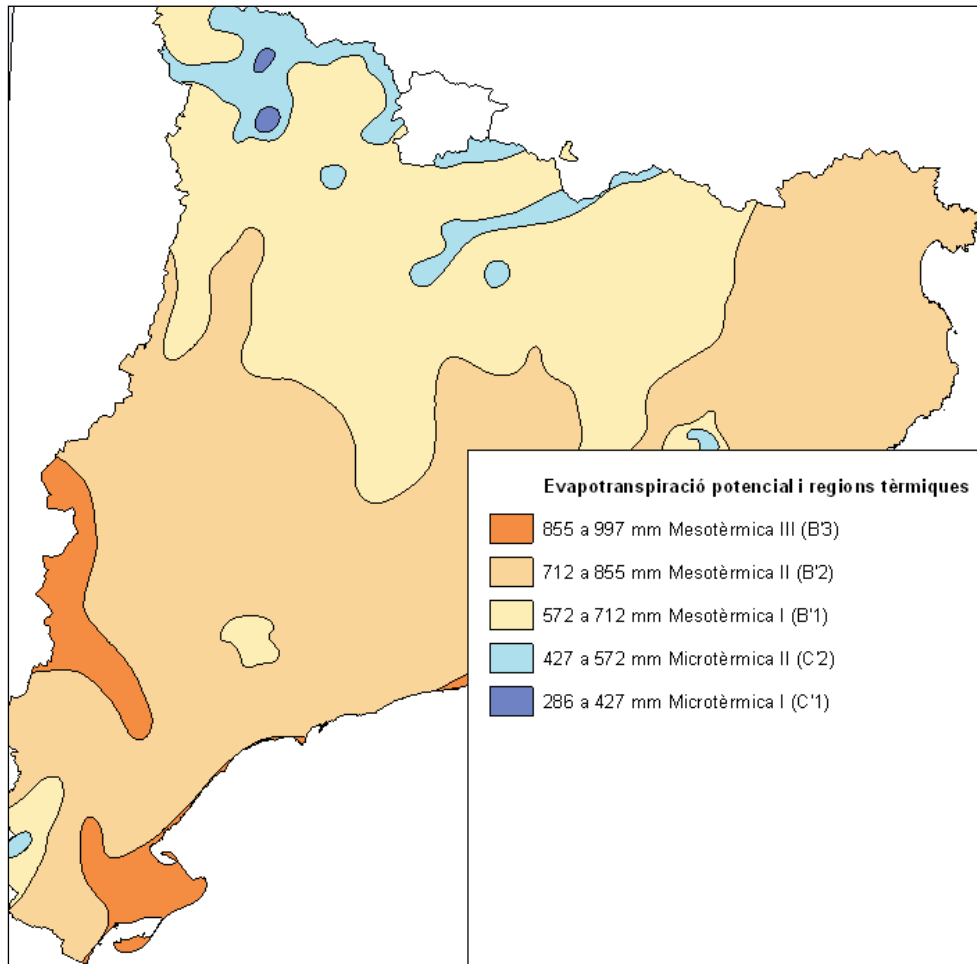 Evapotranspiració potencial i regions tèrmiques
855 a 997 mm Mesotèrmica III (B'3)
712 a 855 mm Mesotèrmica II (B'2)
572 a 712 mm Mesotèrmica I (B'1)
427 a 572 mm Microtèrmica II (C'2)
286 a 427 mm Microtèrmica I (C'1)